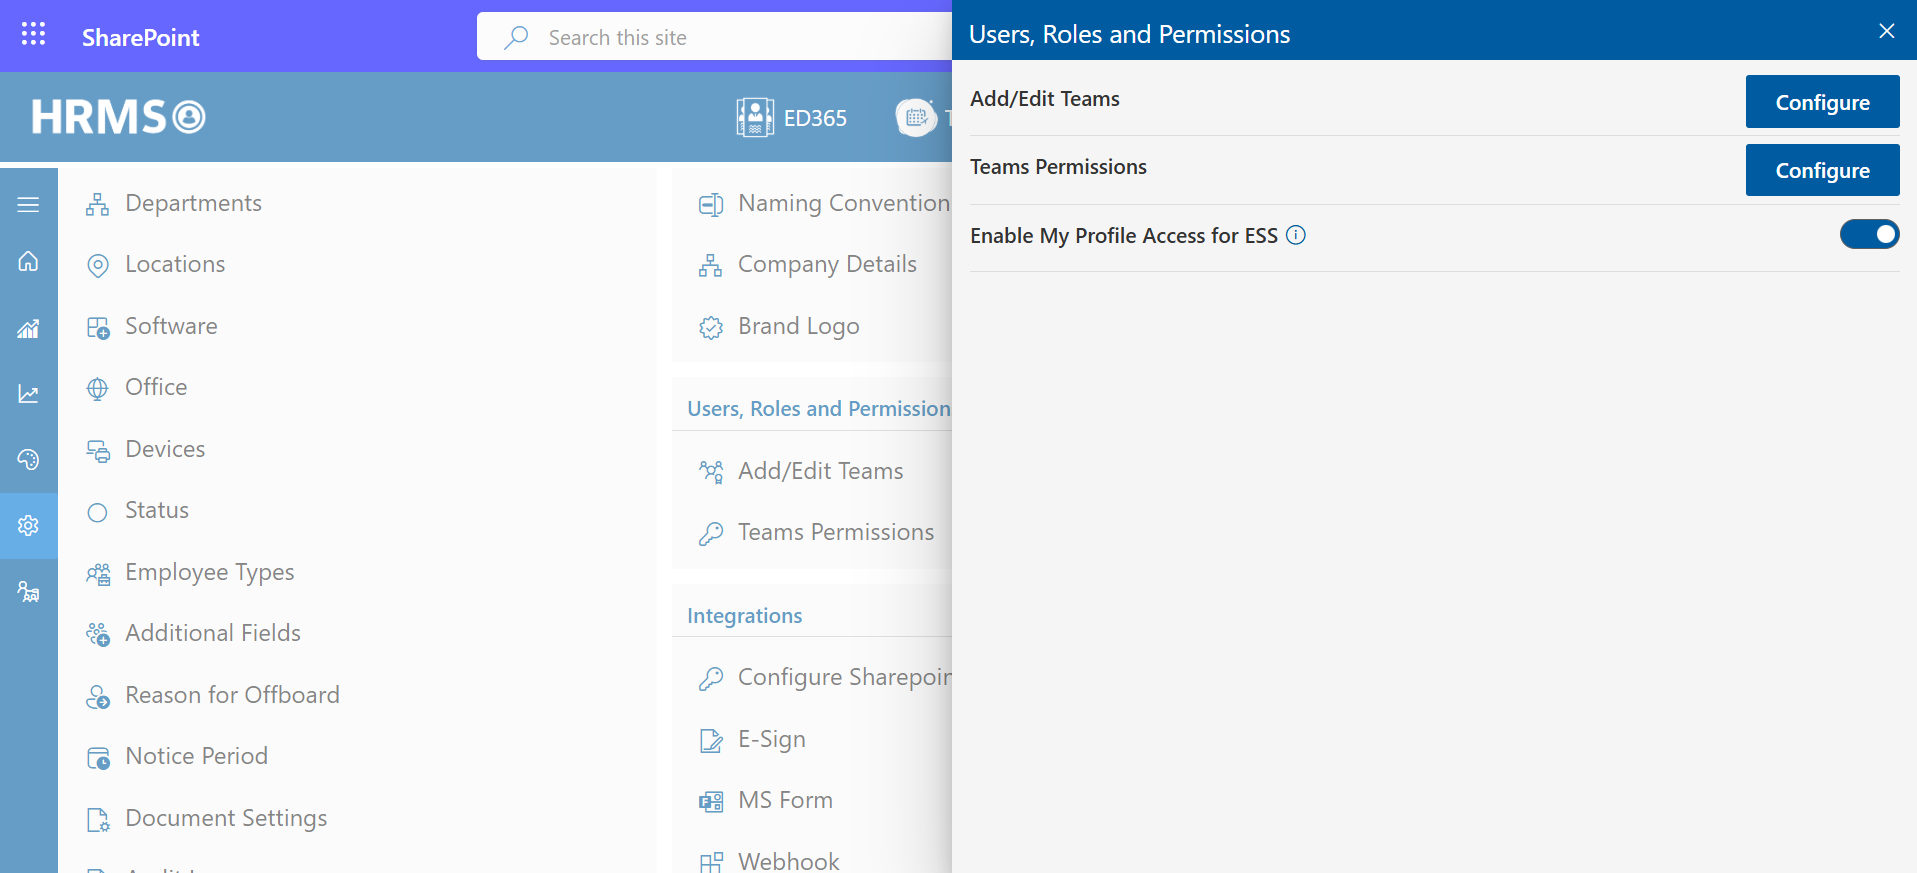 SharePoint
Search this site
HRMS
ED365
Departments
Locations
Software
Office
Devices
Status
Employee Types
Additional Fields
Reason for Offboard
Notice Period
Document Settings
Naming Convention
Company Details
Brand Logo
Users, Roles and Permission
Add/Edit Teams
Teams Permissions
Integrations
Configure Sharepoin
E-Sign
MS Form
Webhook
Users, Roles and Permissions
Add/Edit Teams
Configure
Teams Permissions
Configure
Enable My Profile Access for ESS